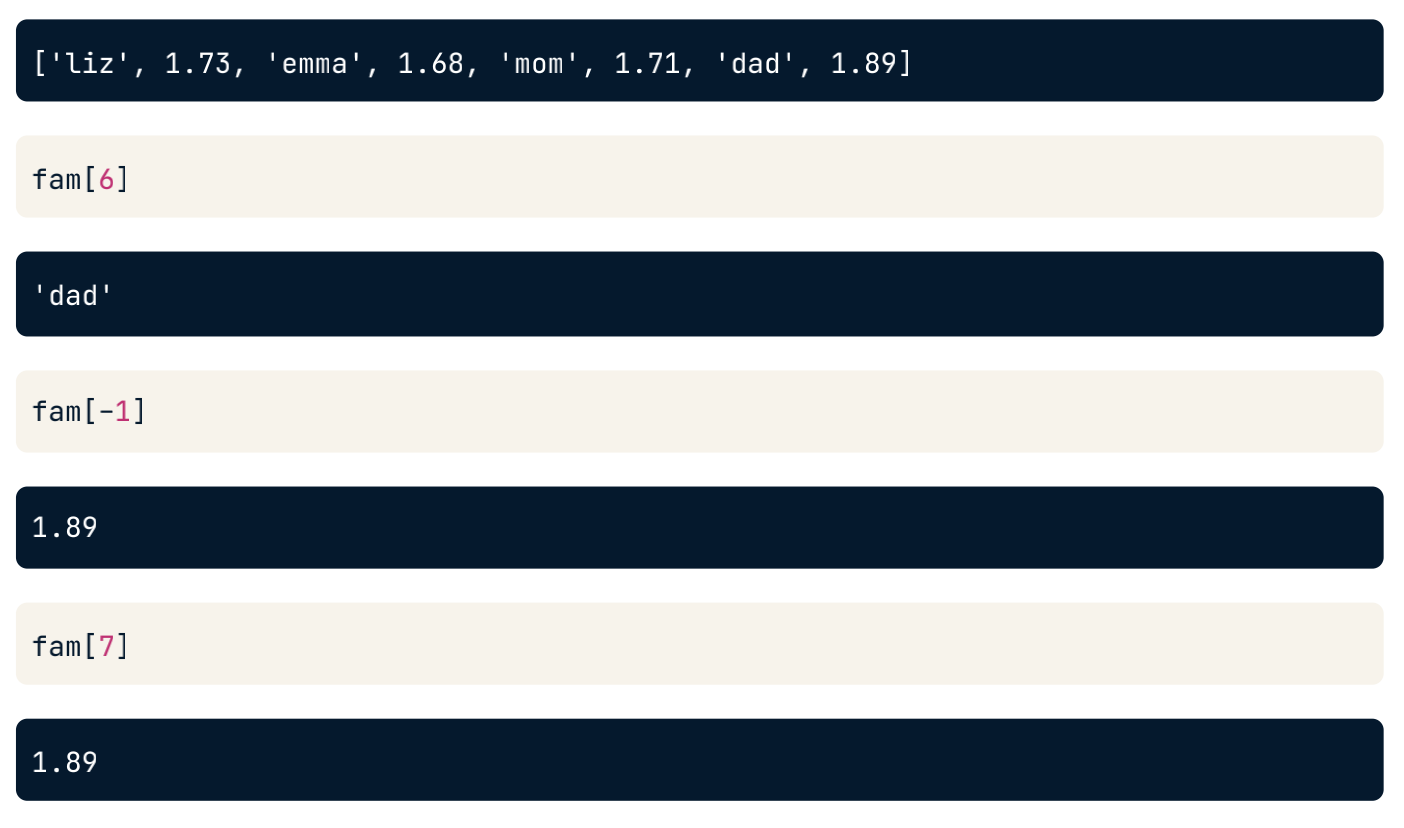 ['liz', 1.73, 'emma', 1.68, 'mom', 1.71, 'dad', 1.89]
fam[6]
'dad'
fam[-1]
1.89
fam[7]
1.89